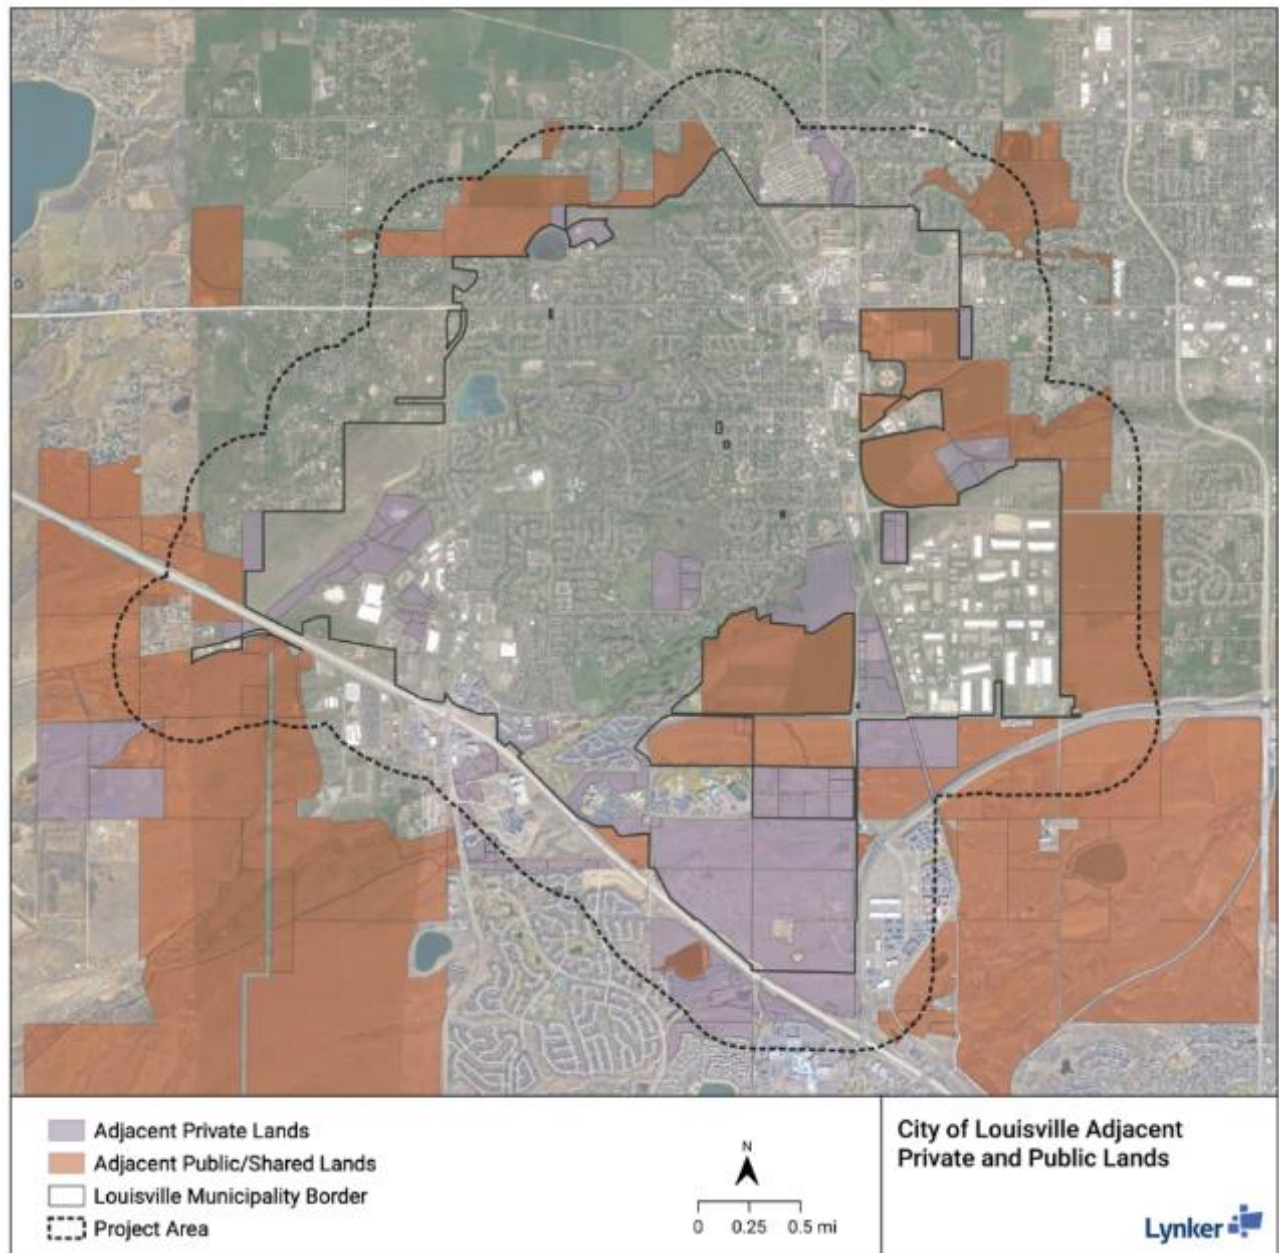 Adjacent Private Lands
Adjacent Public/Shared Lands
Louisville Municipality Border
Project Area
N
0 0.25 0.5 mi
City of Louisville Adjacent
Private and Public Lands
Lynker